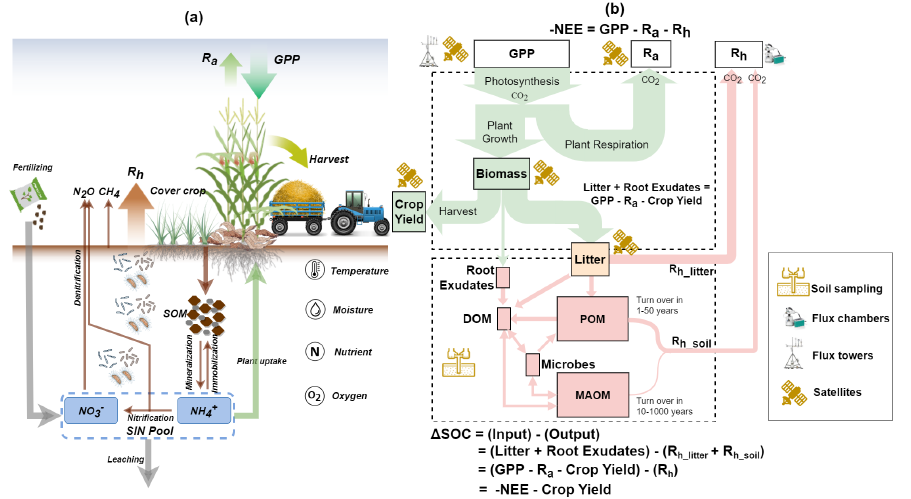 (a)
R_a
GPP
Fertilizing
N2O CH4
R_h
Cover crop
Harvest
Denitrification
SOM
Mineralization
Immobilization
Plant uptake
Temperature
Moisture
N
Nutrient
O2
Oxygen
NO3-
Nitrification
NH4+
SIN Pool
Leaching
(b)
-NEE = GPP - Ra - Rh
GPP
Ra
Rh
Photosynthesis
CO2
CO2
CO2 CO2
Plant
Growth
Plant Respiration
Biomass
Crop
Yield
Harvest
Litter + Root Exudates =
GPP - Ra - Crop Yield
Litter
Rh_litter
Root
Exudates
DOM
POM
Turn over in
1-50 years
Rh_soil
Microbes
MAOM
Turn over in
10-1000 years
Soil sampling
Flux chambers
Flux towers
Satellites
ΔSOC = (Input) - (Output)
= (Litter + Root Exudates) - (Rh_litter + Rh_soil)
= (GPP - Ra - Crop Yield) - (Rh)
= -NEE - Crop Yield